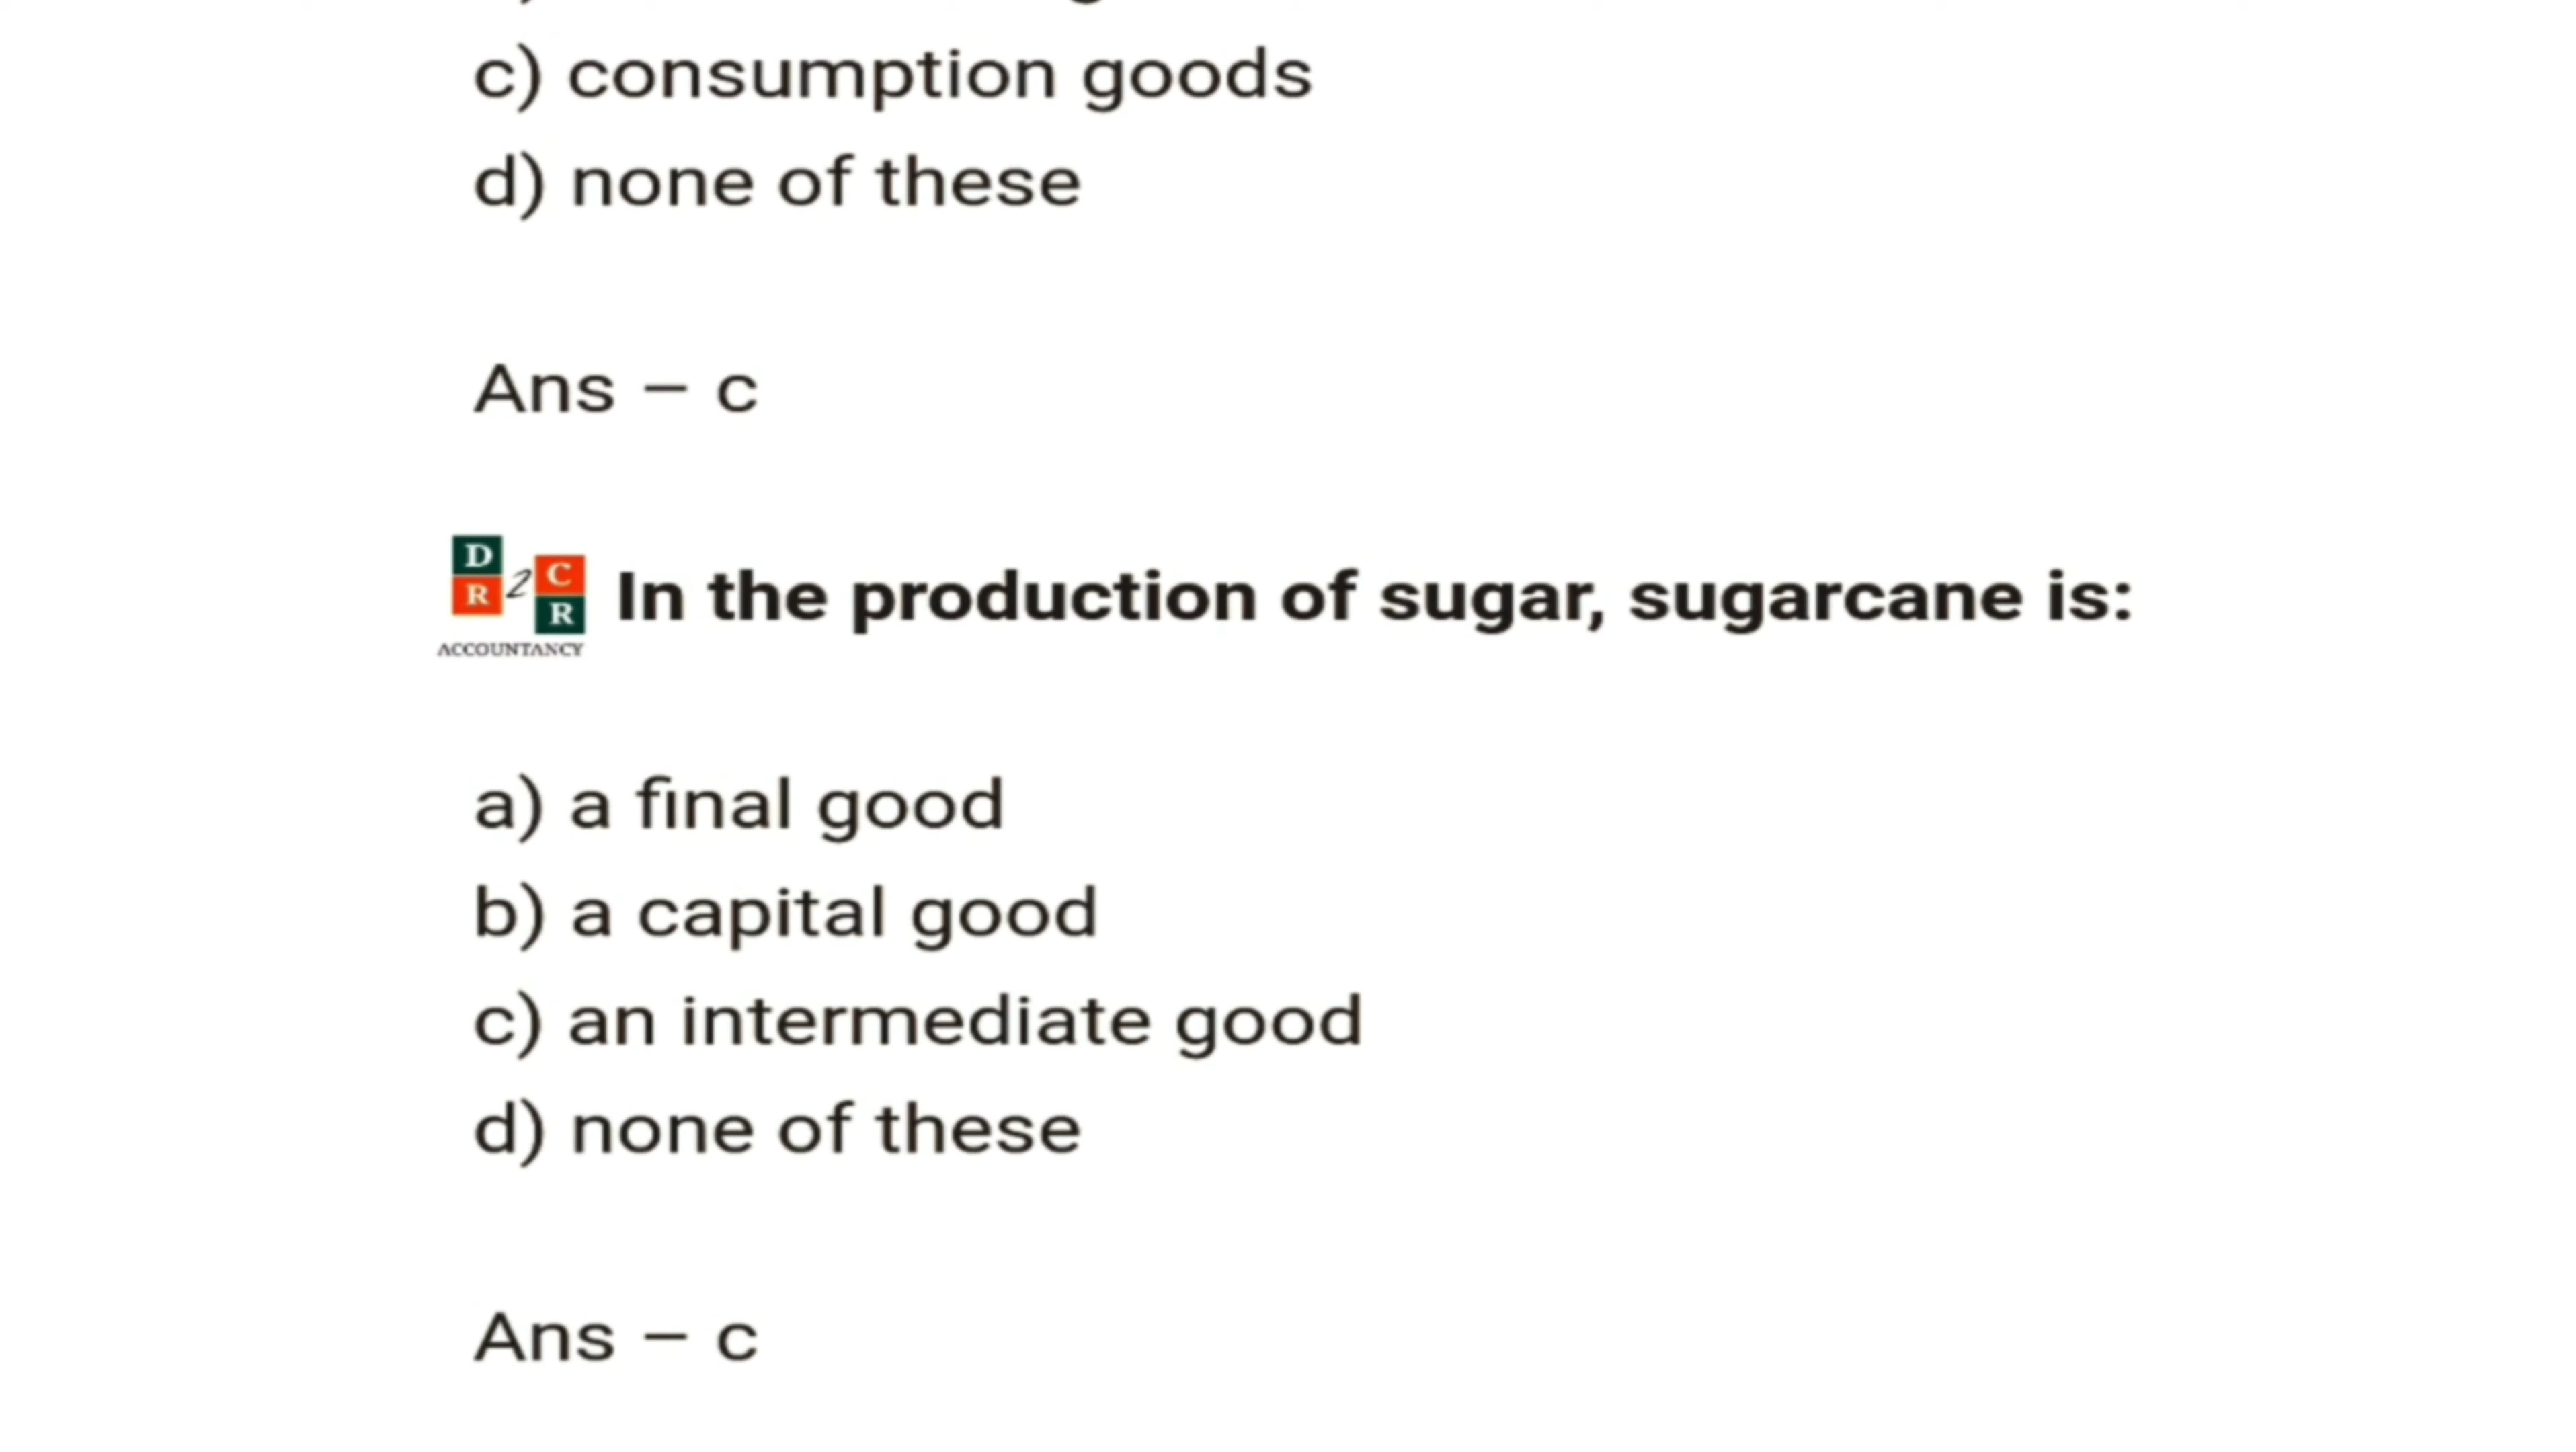 c) consumption goods
d) none of these
Ans – c
D
R 2 C
R
ACCOUNTANCY
In the production of sugar, sugarcane is:
a) a final good
b) a capital good
c) an intermediate good
d) none of these
Ans – c